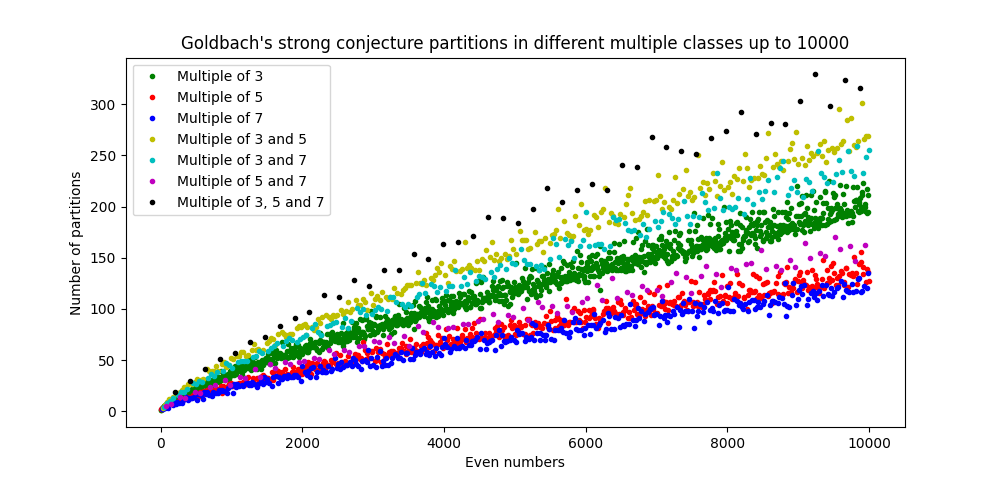 Goldbach's strong conjecture partitions in different multiple classes up to 10000
Multiple of 3
Multiple of 5
Multiple of 7
Multiple of 3 and 5
Multiple of 3 and 7
Multiple of 5 and 7
Multiple of 3, 5 and 7
Number of partitions
300
250
200
150
100
50
0
0 2000 4000 6000 8000 10000
Even numbers